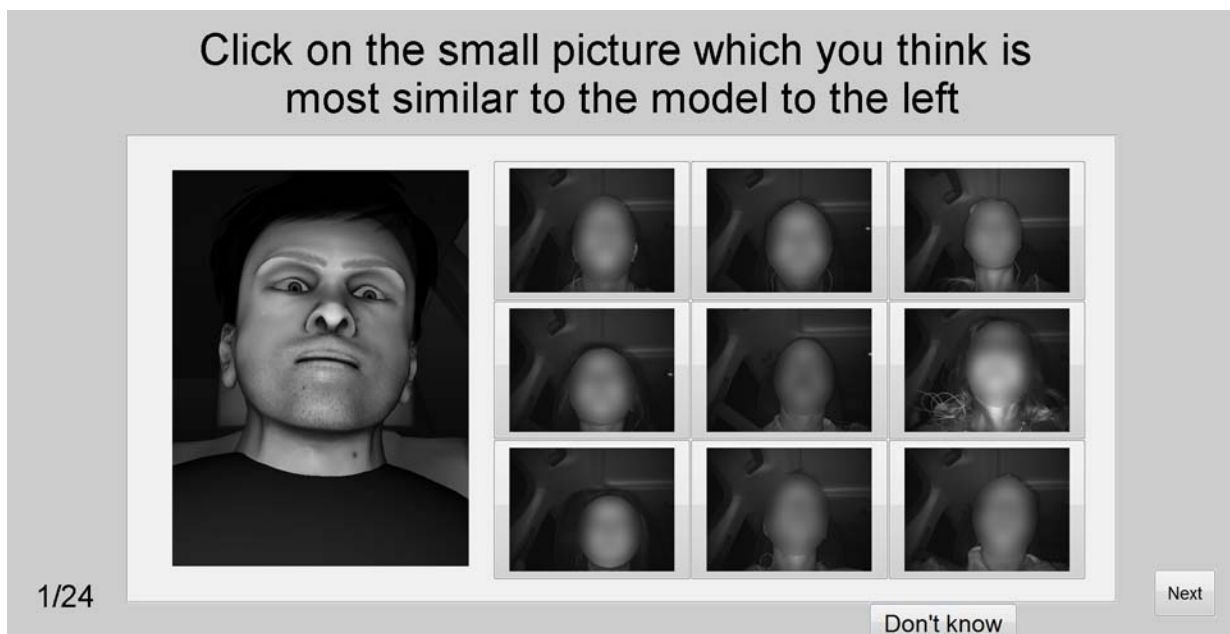 Click on the small picture which you think is
most similar to the model to the left
1/24
Next
Don't know